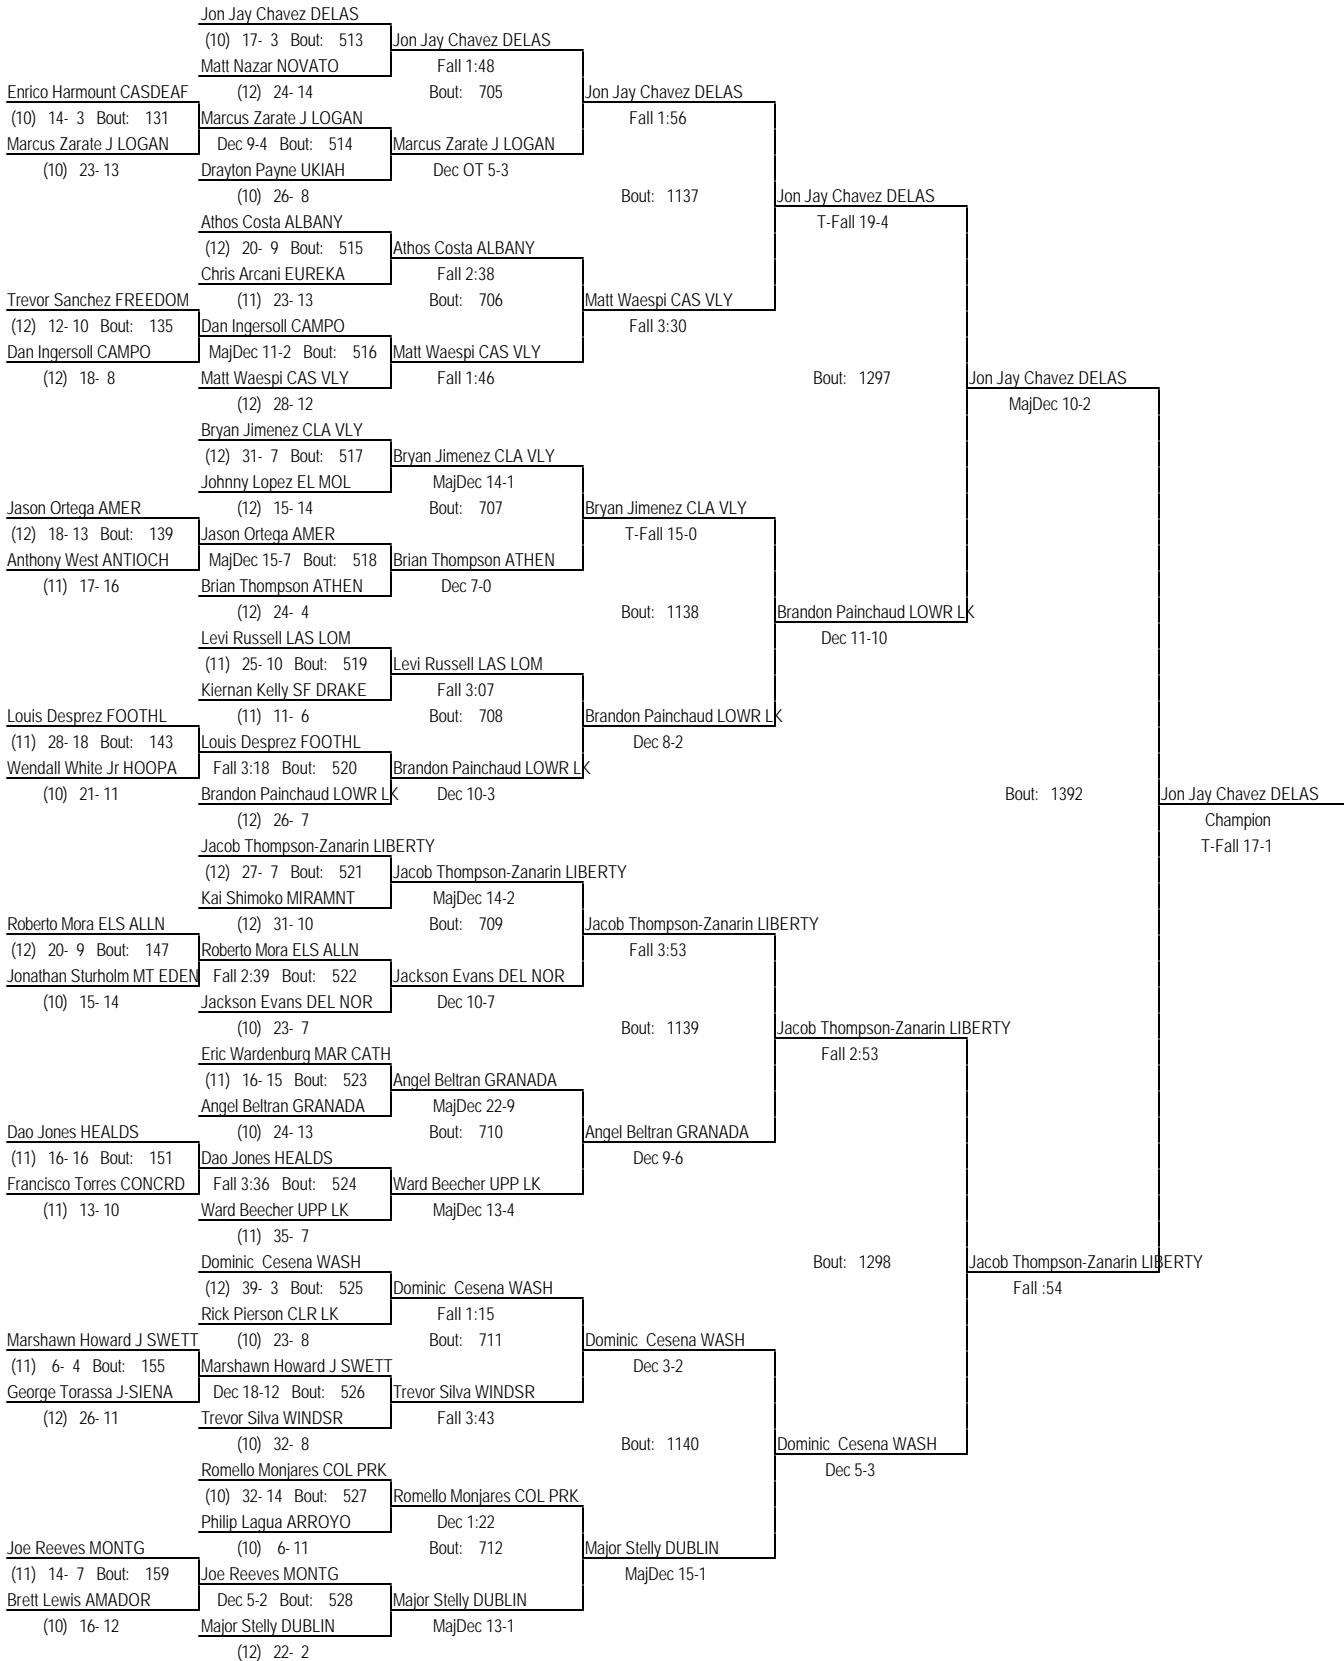 Jon Jay Chavez DELAS
(10) 17- 3 Bout: 513 Jon Jay Chavez DELAS
Matt Nazar NOVATO Fall 1:48
Enrico Harmount CASDEAF (12) 24- 14 Bout: 705 Jon Jay Chavez DELAS
(10) 14- 3 Bout: 131 Marcus Zarate J LOGAN Fall 1:56
Marcus Zarate J LOGAN Dec 9-4 Bout: 514 Marcus Zarate J LOGAN
(10) 23- 13 Drayton Payne UKIAH Dec OT 5-3
(10) 26- 8 Bout: 1137 Jon Jay Chavez DELAS
Athos Costa ALBANY T-Fall 19-4
(12) 20- 9 Bout: 515 Athos Costa ALBANY
Chris Arcani EUREKA Fall 2:38
Trevor Sanchez FREEDOM (11) 23- 13 Bout: 706 Matt Waespi CAS VLY
(12) 12- 10 Bout: 135 Dan Ingersoll CAMPO Fall 3:30
Dan Ingersoll CAMPO MajDec 11-2 Bout: 516 Matt Waespi CAS VLY
(12) 18- 8 Matt Waespi CAS VLY Fall 1:46 Bout: 1297 Jon Jay Chavez DELAS
(12) 28- 12 MajDec 10-2
Bryan Jimenez CLA VLY
(12) 31- 7 Bout: 517 Bryan Jimenez CLA VLY
Johnny Lopez EL MOL MajDec 14-1
Jason Ortega AMER (12) 15- 14 Bout: 707 Bryan Jimenez CLA VLY
(12) 18- 13 Bout: 139 Jason Ortega AMER T-Fall 15-0
Anthony West ANTIOCH MajDec 15-7 Bout: 518 Brian Thompson ATHEN
(11) 17- 16 Brian Thompson ATHEN Dec 7-0
(12) 24- 4 Bout: 1138 Brandon Painchaud LOWR LK
Levi Russell LAS LOM Dec 11-10
(11) 25- 10 Bout: 519 Levi Russell LAS LOM
Kiernan Kelly SF DRAKE Fall 3:07
Louis Desprez FOOTHL (11) 11- 6 Bout: 708 Brandon Painchaud LOWR LK
(11) 28- 18 Bout: 143 Louis Desprez FOOTHL Dec 8-2
Wendall White Jr HOOPA Fall 3:18 Bout: 520 Brandon Painchaud LOWR LK
(10) 21- 11 Brandon Painchaud LOWR LK Dec 10-3 Bout: 1392 Jon Jay Chavez DELAS
(12) 26- 7 Champion
Jacob Thompson-Zanarin LIBERTY T-Fall 17-1
(12) 27- 7 Bout: 521 Jacob Thompson-Zanarin LIBERTY
Kai Shimoko MIRAMNT MajDec 14-2
Roberto Mora ELS ALLN (12) 31- 10 Bout: 709 Jacob Thompson-Zanarin LIBERTY
(12) 20- 9 Bout: 147 Roberto Mora ELS ALLN Fall 3:53
Jonathan Sturholm MT EDEN Fall 2:39 Bout: 522 Jackson Evans DEL NOR
(10) 15- 14 Jackson Evans DEL NOR Dec 10-7
(10) 23- 7 Bout: 1139 Jacob Thompson-Zanarin LIBERTY
Eric Wardenburg MAR CATH Fall 2:53
(11) 16- 15 Bout: 523 Angel Beltran GRANADA
Angel Beltran GRANADA MajDec 22-9
Dao Jones HEALDS (10) 24- 13 Bout: 710 Angel Beltran GRANADA
(11) 16- 16 Bout: 151 Dao Jones HEALDS Dec 9-6
Francisco Torres CONCRD Fall 3:36 Bout: 524 Ward Beecher UPP LK
(11) 13- 10 Ward Beecher UPP LK MajDec 13-4
(11) 35- 7
Dominic Cesena WASH Bout: 1298 Jacob Thompson-Zanarin LIBERTY
(12) 39- 3 Bout: 525 Dominic Cesena WASH Fall :54
Rick Pierson CLR LK Fall 1:15
Marshawn Howard J SWETT (10) 23- 8 Bout: 711 Dominic Cesena WASH
(11) 6- 4 Bout: 155 Marshawn Howard J SWETT Dec 3-2
George Torassa J-SIENA Dec 18-12 Bout: 526 Trevor Silva WINDSR
(12) 26- 11 Trevor Silva WINDSR Fall 3:43
(10) 32- 8 Bout: 1140 Dominic Cesena WASH
Romello Monjares COL PRK Dec 5-3
(10) 32- 14 Bout: 527 Romello Monjares COL PRK
Philip Lagua ARROYO Dec 1:22
Joe Reeves MONTG (10) 6- 11 Bout: 712 Major Stelly DUBLIN
(11) 14- 7 Bout: 159 Joe Reeves MONTG MajDec 15-1
Brett Lewis AMADOR Dec 5-2 Bout: 528 Major Stelly DUBLIN
(10) 16- 12 Major Stelly DUBLIN MajDec 13-1
(12) 22- 2